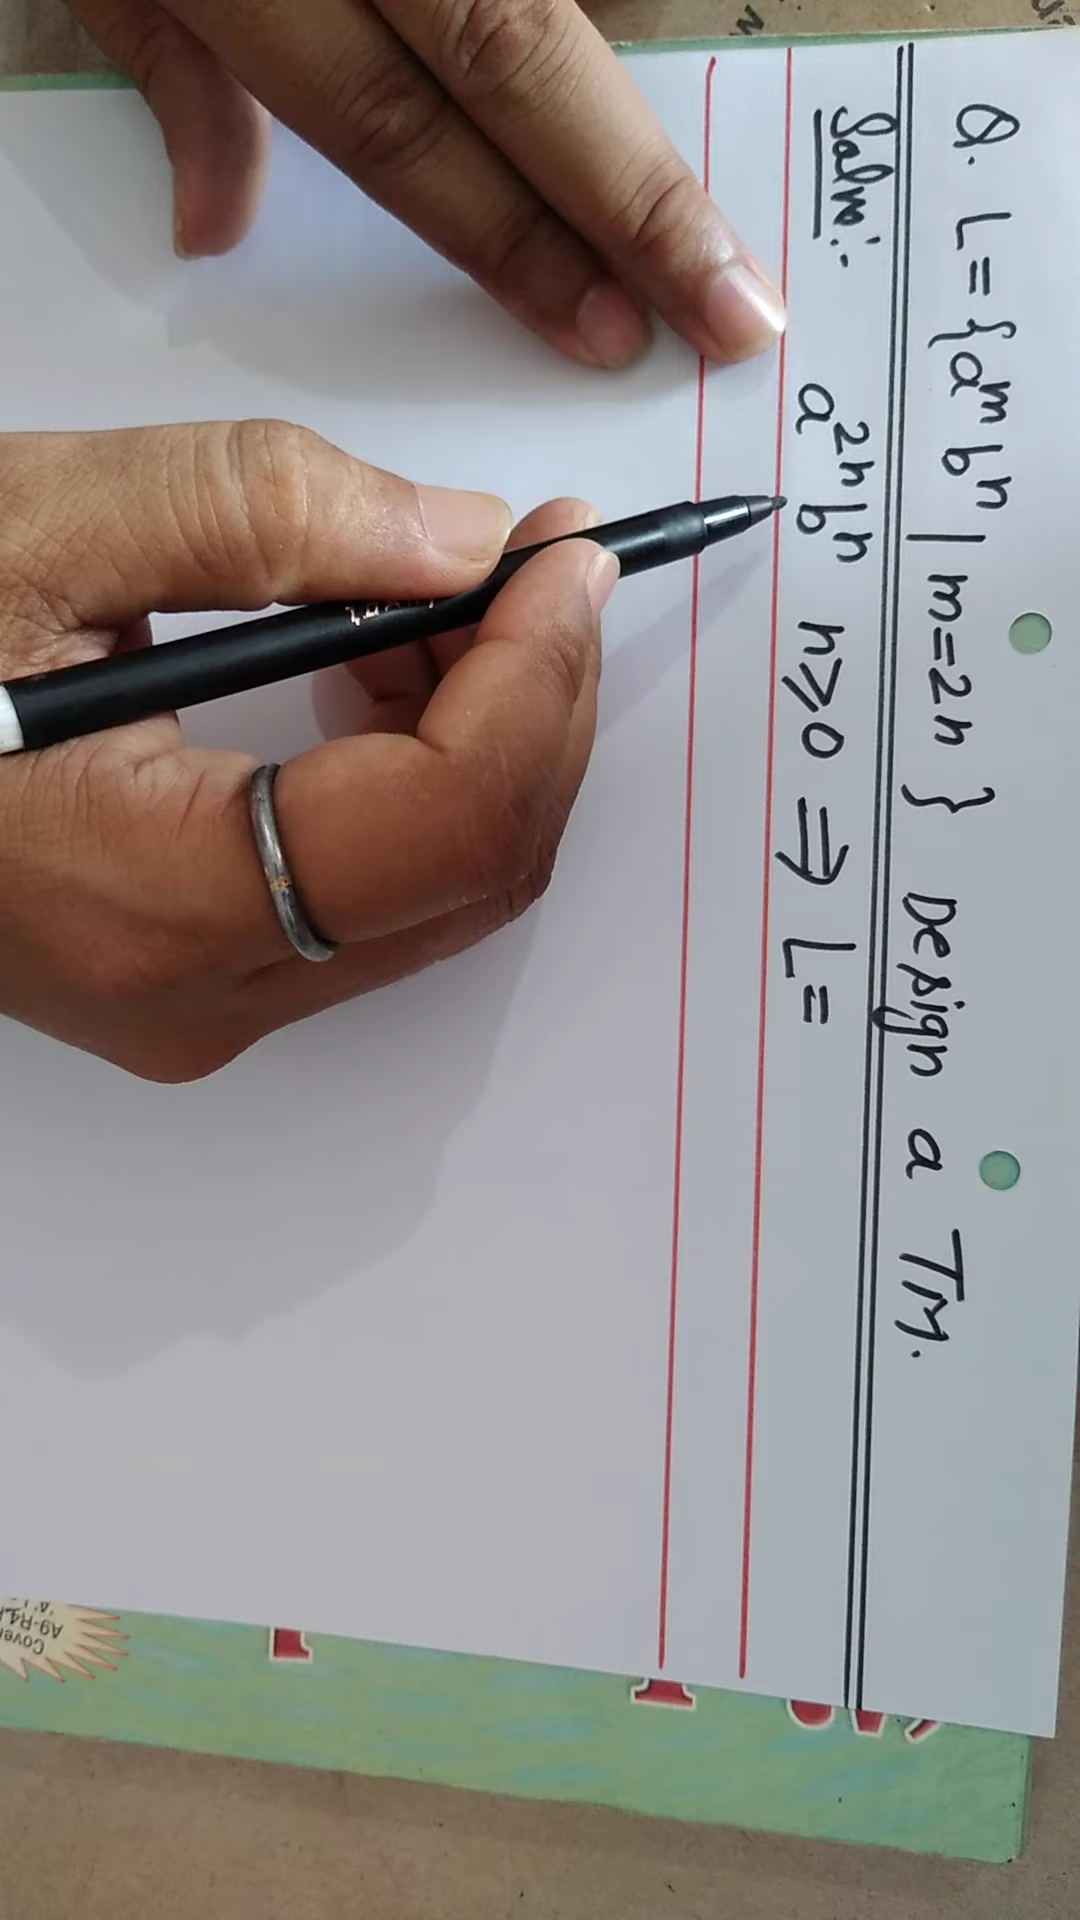 Q. L = {a^m b^n | m=2n } Design a TM.
Soln:- a^2n b^n n≥0 ⇒ L =